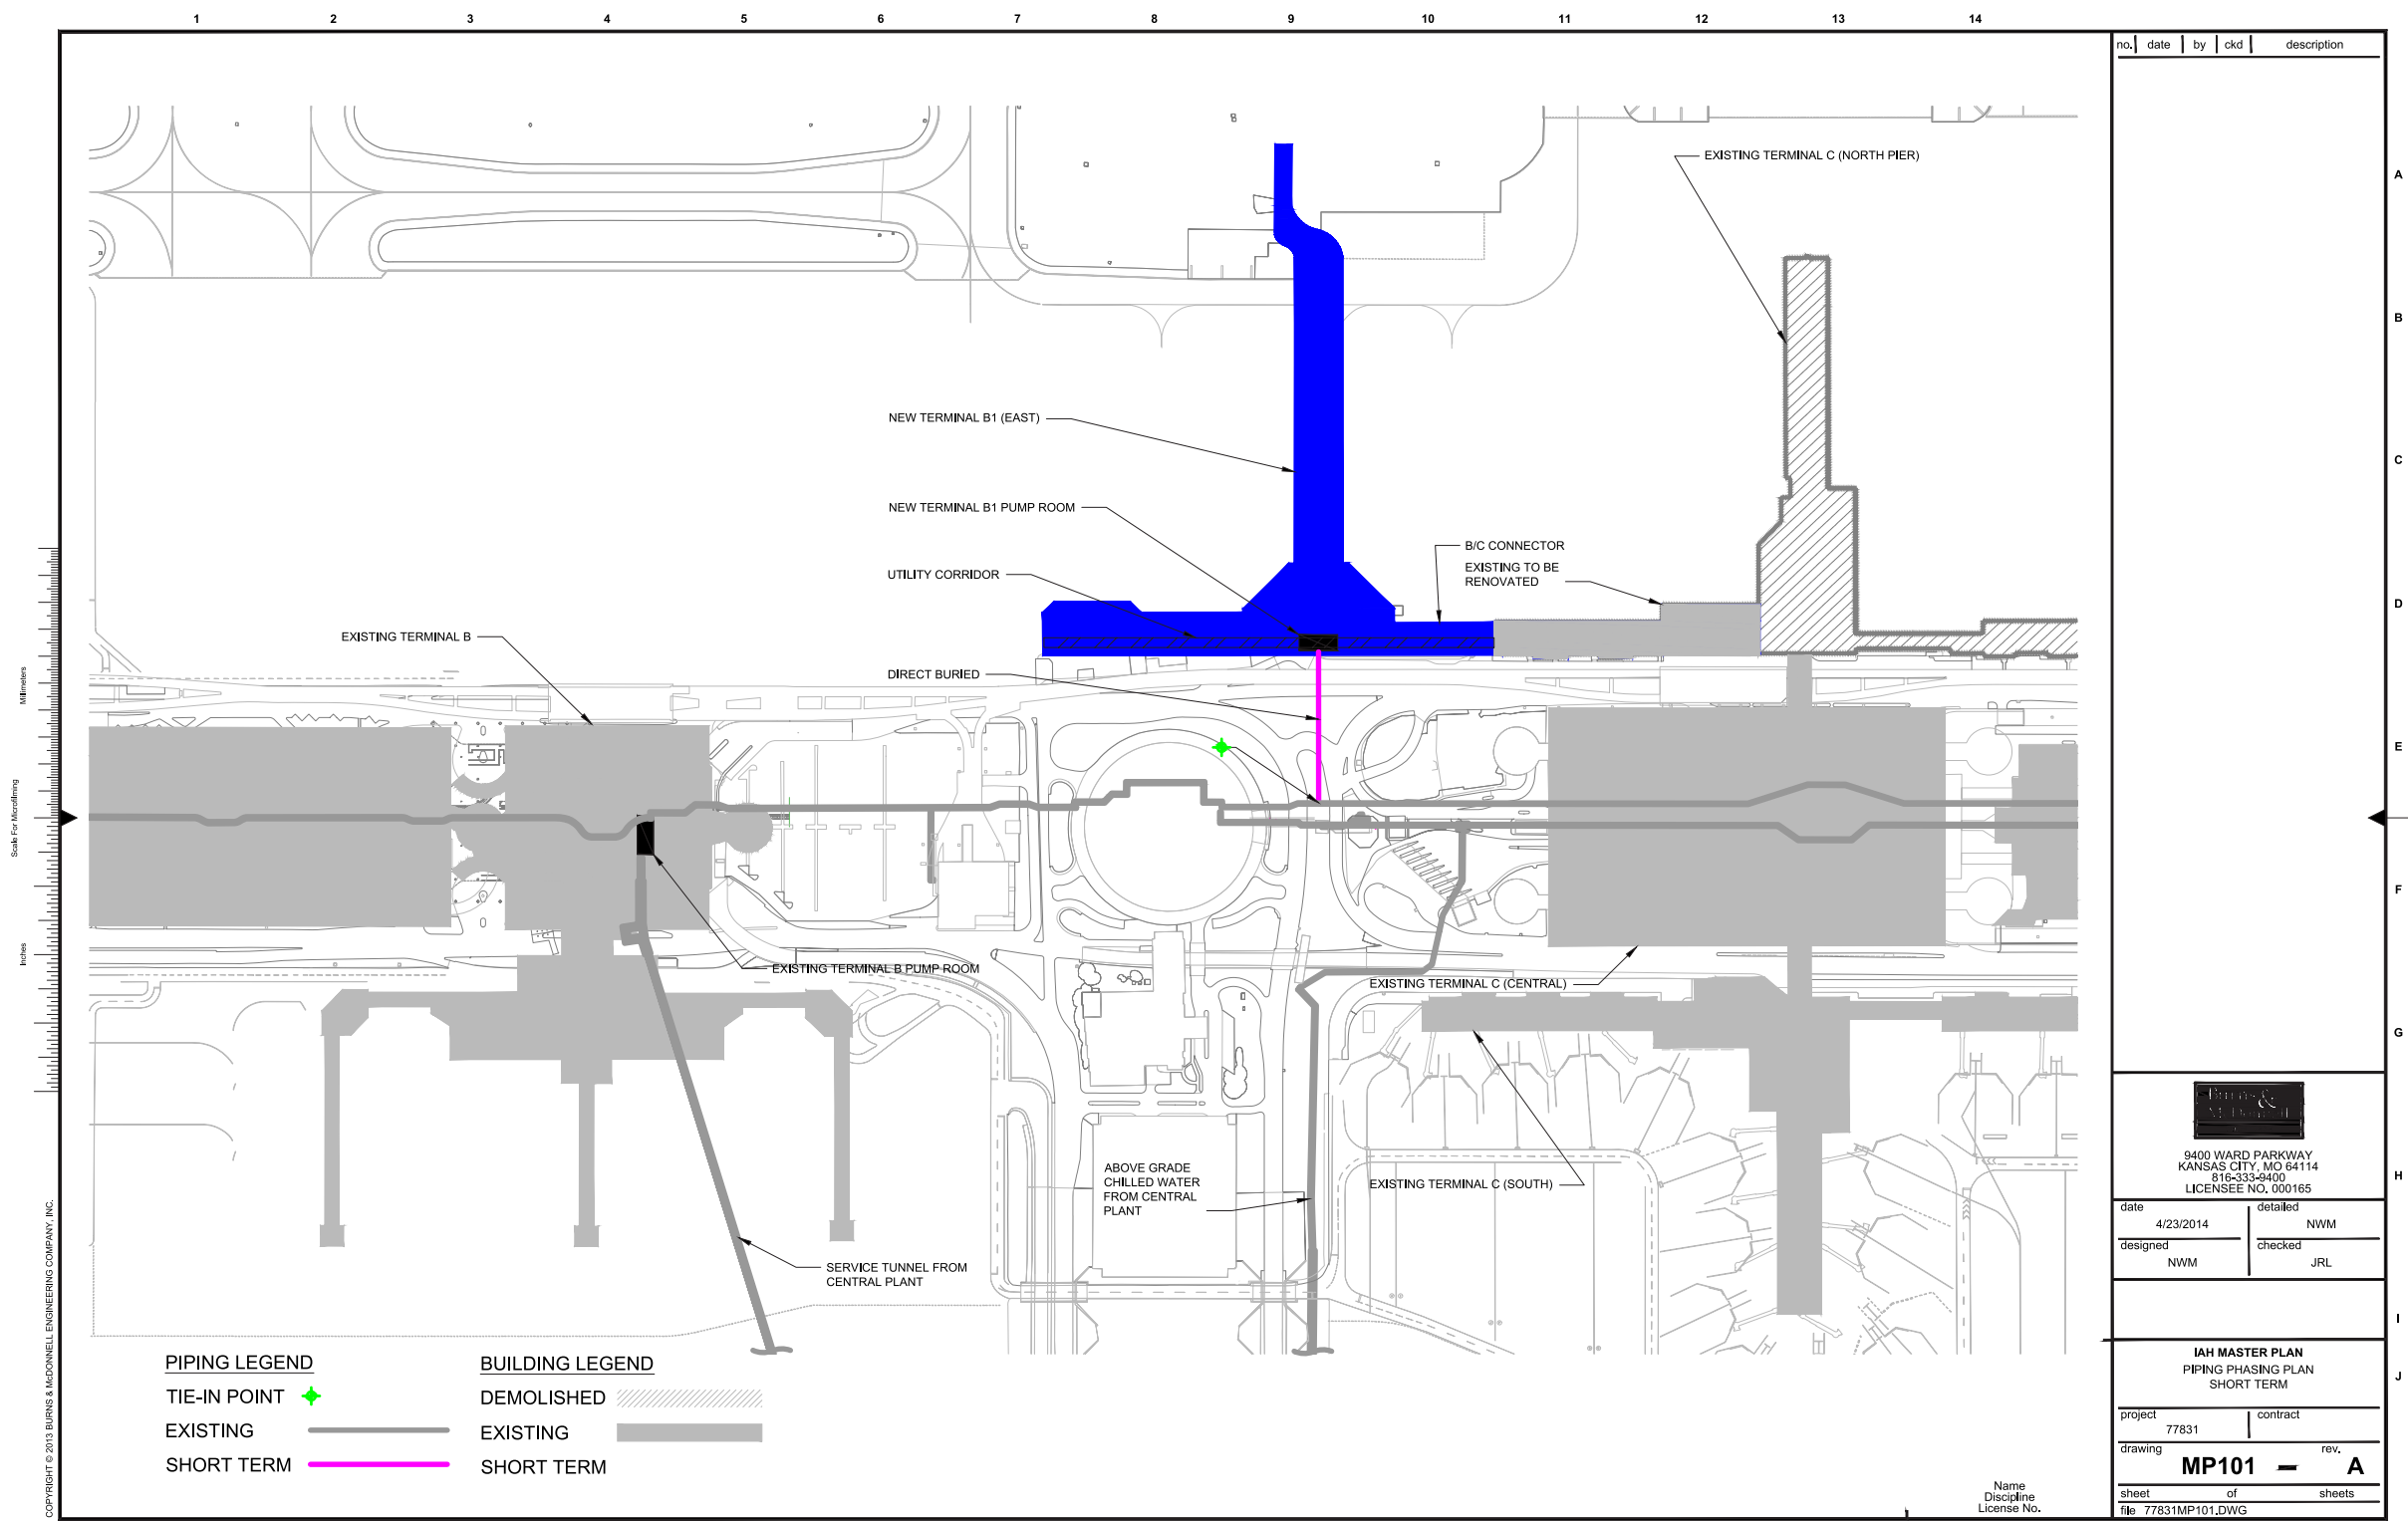 1 2 3 4 5 6 7 8 9 10 11 12 13 14
no. date by ckd description
A
B
C
D
E
F
G
H
I
J
EXISTING TERMINAL C (NORTH PIER)
NEW TERMINAL B1 (EAST)
NEW TERMINAL B1 PUMP ROOM
B/C CONNECTOR
EXISTING TO BE
RENOVATED
UTILITY CORRIDOR
EXISTING TERMINAL B
DIRECT BURIED
EXISTING TERMINAL B PUMP ROOM
EXISTING TERMINAL C (CENTRAL)
ABOVE GRADE
CHILLED WATER
FROM CENTRAL
PLANT
EXISTING TERMINAL C (SOUTH)
SERVICE TUNNEL FROM
CENTRAL PLANT
Millimeters
Scale For Microfilming
Inches
COPYRIGHT © 2013 BURNS & McDONNELL ENGINEERING COMPANY, INC.
PIPING LEGEND
TIE-IN POINT
EXISTING
SHORT TERM
BUILDING LEGEND
DEMOLISHED
EXISTING
SHORT TERM
Name
Discipline
License No.
Burns &
McDonnell
9400 WARD PARKWAY
KANSAS CITY, MO 64114
816-333-9400
LICENSEE NO. 000165
date detailed
4/23/2014 NWM
designed checked
NWM JRL
IAH MASTER PLAN
PIPING PHASING PLAN
SHORT TERM
project contract
77831
drawing rev.
MP101 — A
sheet of sheets
file 77831MP101.DWG